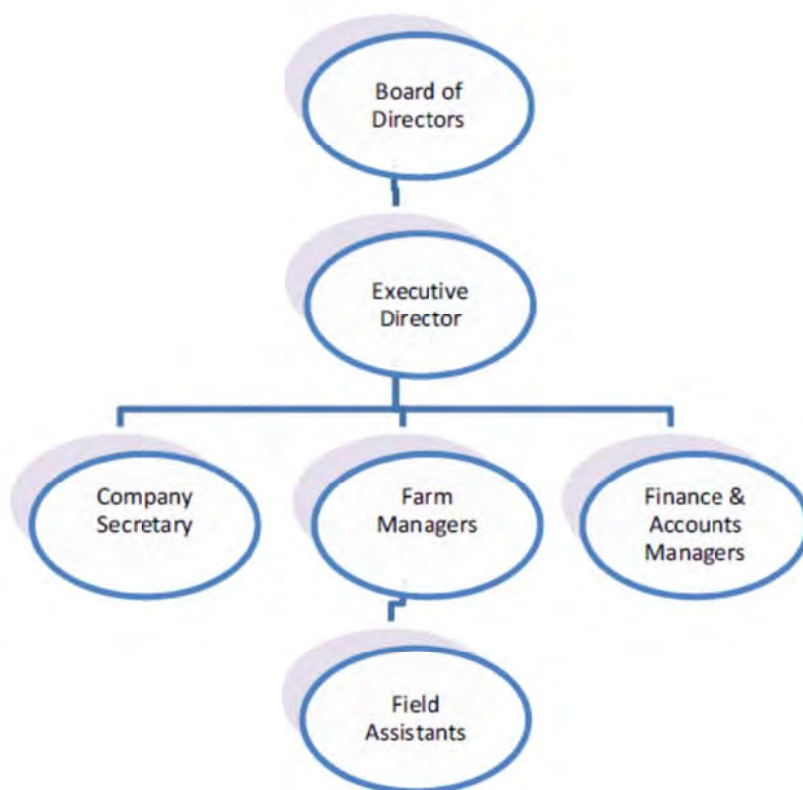 Board of
Directors
Executive
Director
Company
Secretary
Farm
Managers
Finance &
Accounts
Managers
Field
Assistants